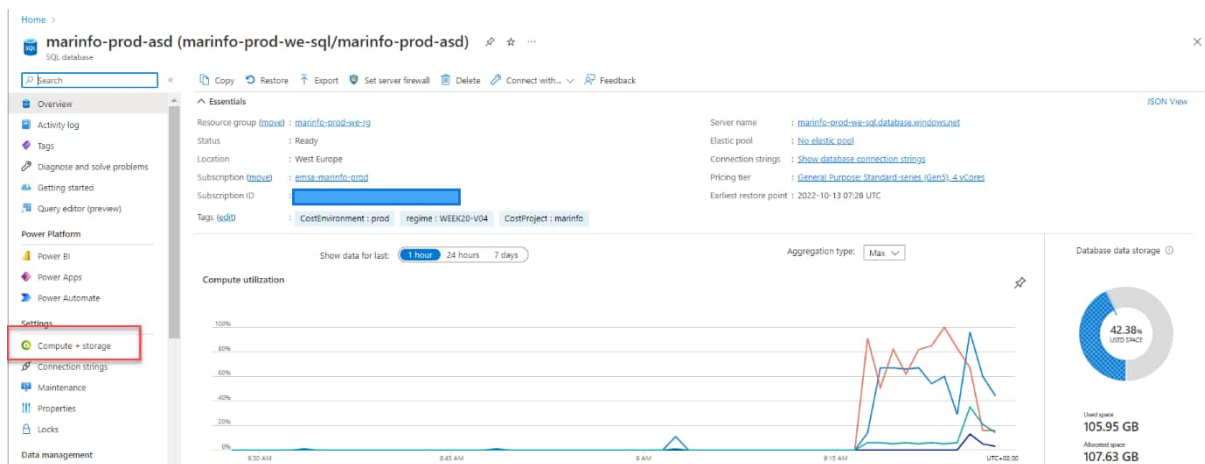 Home >
marinfo-prod-asd (marinfo-prod-we-sql/marinfo-prod-asd)
SQL database
Search
Copy Restore Export Set server firewall Delete Connect with... Feedback
Overview
Activity log
Tags
Diagnose and solve problems
Getting started
Query editor (preview)
Power Platform
Power BI
Power Apps
Power Automate
Settings
Compute + storage
Connection strings
Maintenance
Properties
Locks
Data management
Essentials
JSON View
Resource group (move) : marinfo-prod-we-rg
Status : Ready
Location : West Europe
Subscription (move) : emsa-marinfo-prod
Subscription ID :
Tags (edit) : CostEnvironment : prod regime : WEEK20-V04 CostProject : marinfo
Server name : marinfo-prod-we-sql.database.windows.net
Elastic pool : No elastic pool
Connection strings : Show database connection strings
Pricing tier : General Purpose: Standard-series (Gen5), 4 vCores
Earliest restore point : 2022-10-13 07:28 UTC
Show data for last: 1 hour 24 hours 7 days
Aggregation type: Max
Compute utilization
100%
80%
60%
40%
20%
0%
8:30 AM 8:45 AM 9 AM 9:15 AM UTC+02:00
Database data storage
42.38%
USED SPACE
Used space
105.95 GB
Allocated space
107.63 GB